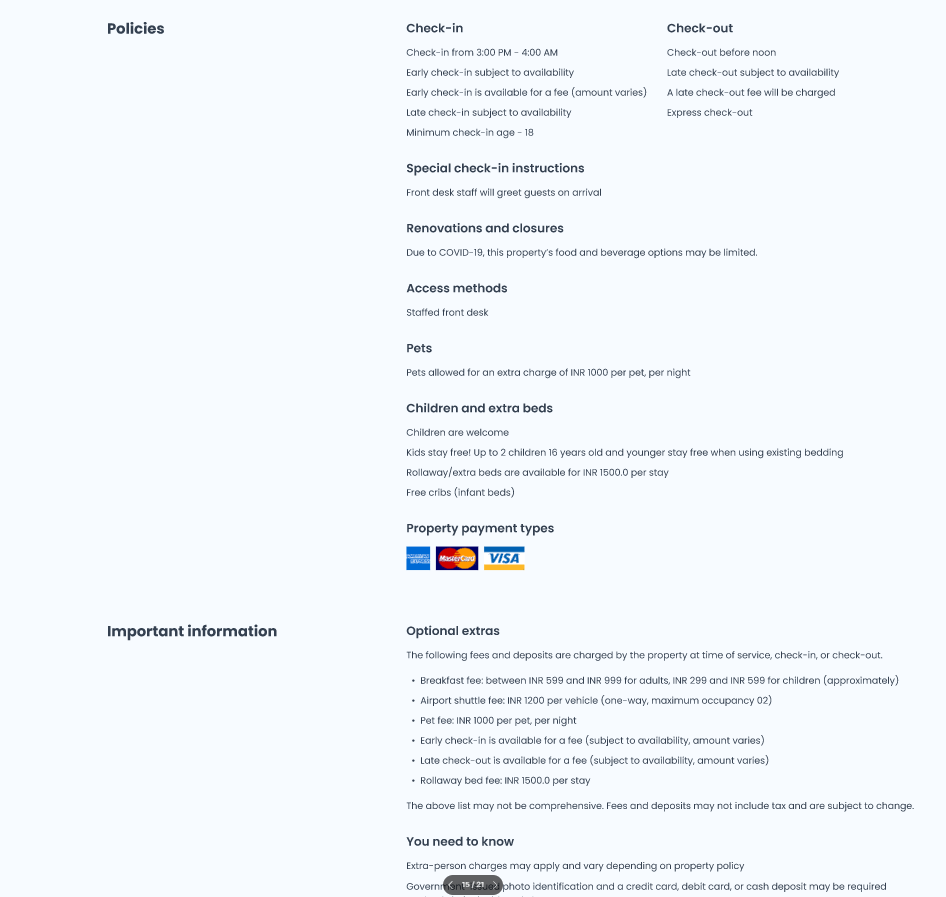 Policies
Check-in
Check-in from 3:00 PM - 4:00 AM
Early check-in subject to availability
Early check-in is available for a fee (amount varies)
Late check-in subject to availability
Minimum check-in age - 18
Check-out
Check-out before noon
Late check-out subject to availability
A late check-out fee will be charged
Express check-out
Special check-in instructions
Front desk staff will greet guests on arrival
Renovations and closures
Due to COVID-19, this property's food and beverage options may be limited.
Access methods
Staffed front desk
Pets
Pets allowed for an extra charge of INR 1000 per pet, per night
Children and extra beds
Children are welcome
Kids stay free! Up to 2 children 16 years old and younger stay free when using existing bedding
Rollaway/extra beds are available for INR 1500.0 per stay
Free cribs (infant beds)
Property payment types
AMERICAN EXPRESS MasterCard VISA
Important information
Optional extras
The following fees and deposits are charged by the property at time of service, check-in, or check-out.
• Breakfast fee: between INR 599 and INR 999 for adults, INR 299 and INR 599 for children (approximately)
• Airport shuttle fee: INR 1200 per vehicle (one-way, maximum occupancy 02)
• Pet fee: INR 1000 per pet, per night
• Early check-in is available for a fee (subject to availability, amount varies)
• Late check-out is available for a fee (subject to availability, amount varies)
• Rollaway bed fee: INR 1500.0 per stay
The above list may not be comprehensive. Fees and deposits may not include tax and are subject to change.
You need to know
Extra-person charges may apply and vary depending on property policy
Government-issued photo identification and a credit card, debit card, or cash deposit may be required